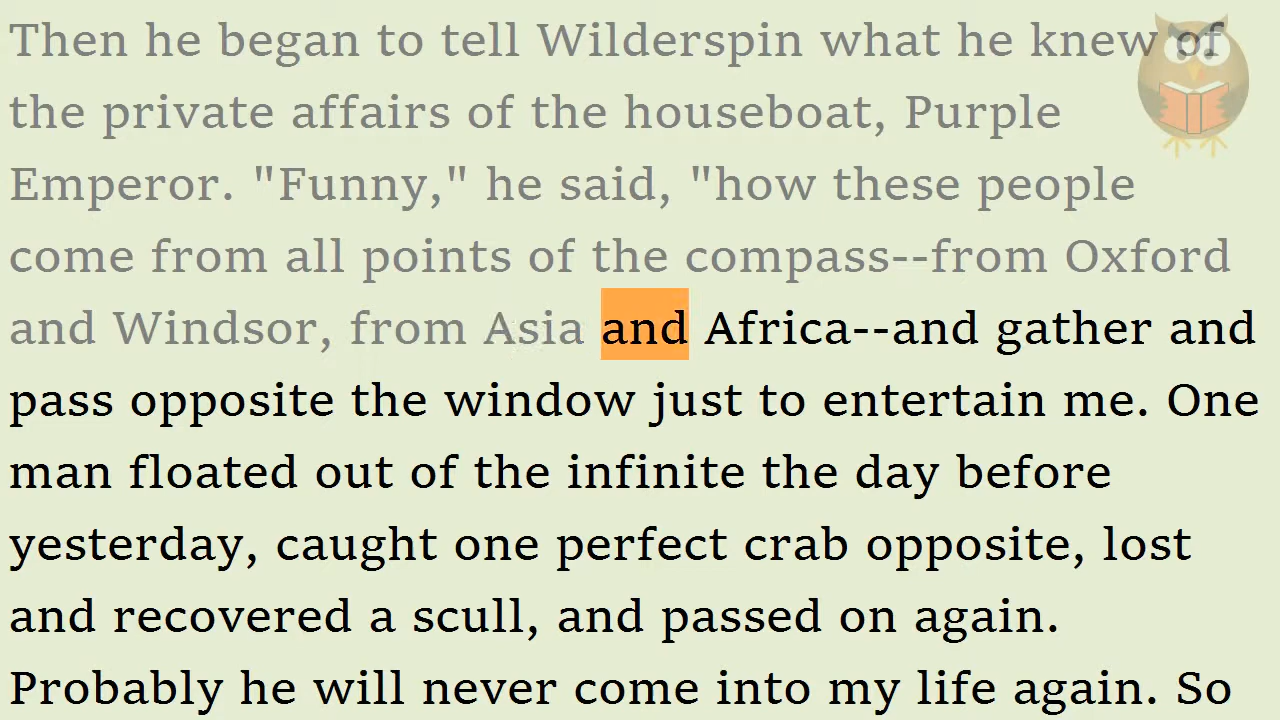 Then he began to tell Wilderspin what he knew of
the private affairs of the houseboat, Purple
Emperor. "Funny," he said, "how these people
come from all points of the compass--from Oxford
and Windsor, from Asia and Africa--and gather and
pass opposite the window just to entertain me. One
man floated out of the infinite the day before
yesterday, caught one perfect crab opposite, lost
and recovered a scull, and passed on again.
Probably he will never come into my life again. So